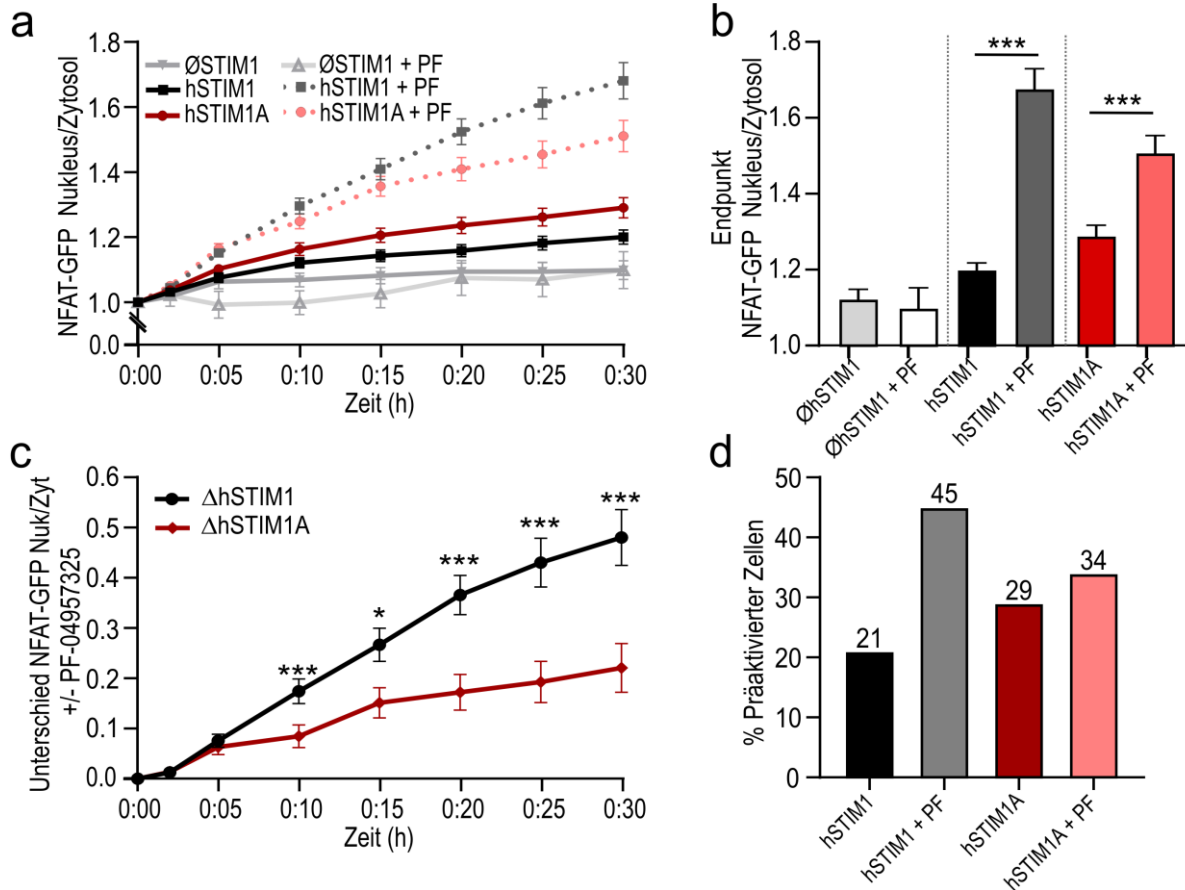 a
NFAT-GFP Nukleus/Zytosol
1.8
1.6
1.4
1.2
1.0
0.0
ØSTIM1
hSTIM1
hSTIM1A
ØSTIM1 + PF
hSTIM1 + PF
hSTIM1A + PF
0:00 0:05 0:10 0:15 0:20 0:25 0:30
Zeit (h)
b
Endpunkt
NFAT-GFP Nukleus/Zytosol
1.8
1.6
1.4
1.2
1.0
***
***
ØhSTIM1
ØhSTIM1 + PF
hSTIM1
hSTIM1 + PF
hSTIM1A
hSTIM1A + PF
c
Unterschied NFAT-GFP Nuk/Zyt
+/- PF-04957325
0.6
0.5
0.4
0.3
0.2
0.1
0.0
ΔhSTIM1
ΔhSTIM1A
*** * *** *** ***
0:00 0:05 0:10 0:15 0:20 0:25 0:30
Zeit (h)
d
% Präaktivierter Zellen
50
40
30
20
10
0
21 45 29 34
hSTIM1
hSTIM1 + PF
hSTIM1A
hSTIM1A + PF